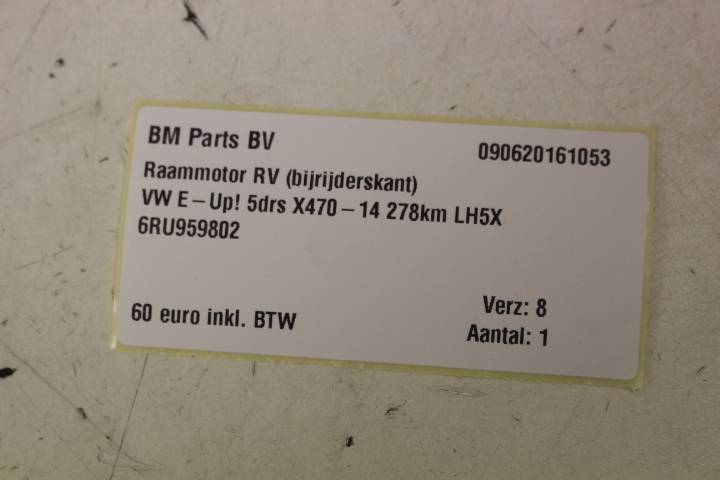 BM Parts BV 090620161053
Raammotor RV (bijrijderskant)
VW E-Up! 5drs X470-14 278km LH5X
6RU959802
60 euro inkl. BTW Verz: 8
Aantal: 1